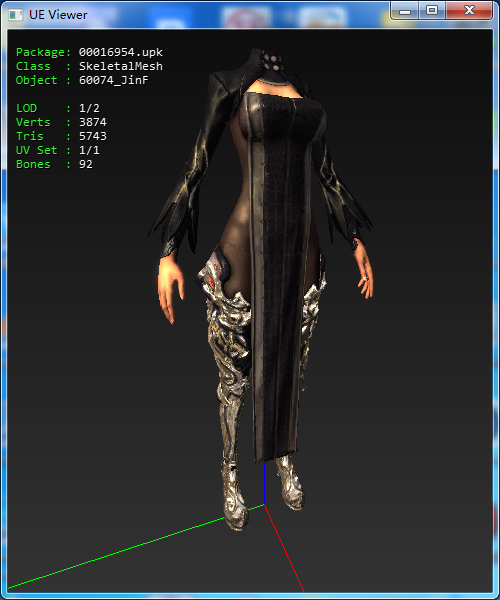 UE Viewer
Package: 00016954.upk
Class  : SkeletalMesh
Object : 60074_JinF
LOD    : 1/2
Verts  : 3874
Tris   : 5743
UV Set : 1/1
Bones  : 92